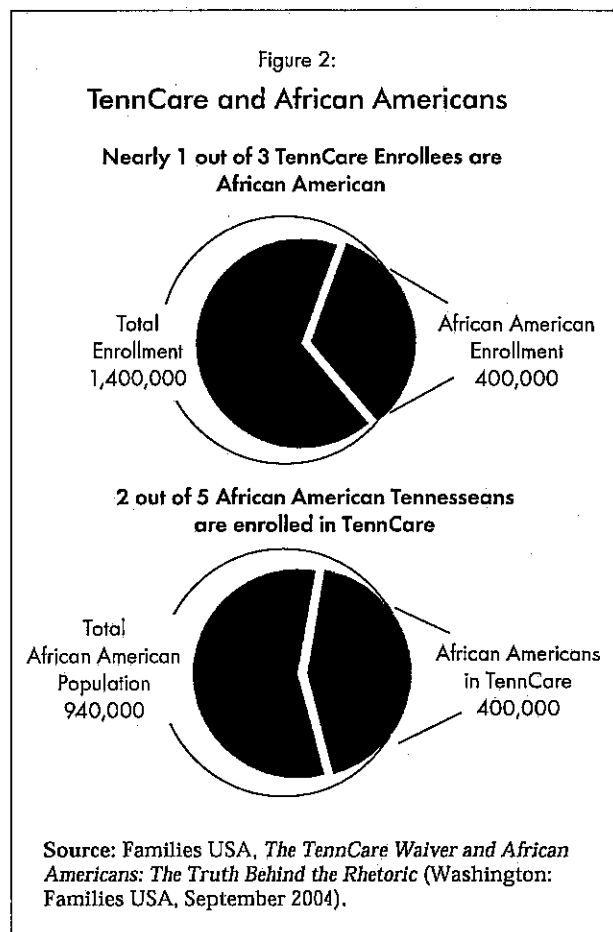 Figure 2:
TennCare and African Americans
Nearly 1 out of 3 TennCare Enrollees are
African American
Total
Enrollment
1,400,000
African American
Enrollment
400,000
2 out of 5 African American Tennesseans
are enrolled in TennCare
Total
African American
Population
940,000
African Americans
in TennCare
400,000
Source: Families USA, The TennCare Waiver and African
Americans: The Truth Behind the Rhetoric (Washington:
Families USA, September 2004).